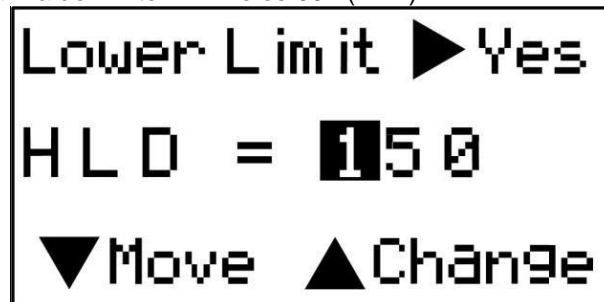 Lower Limit ▶Yes
HLD = 150
▼Move ▲Change